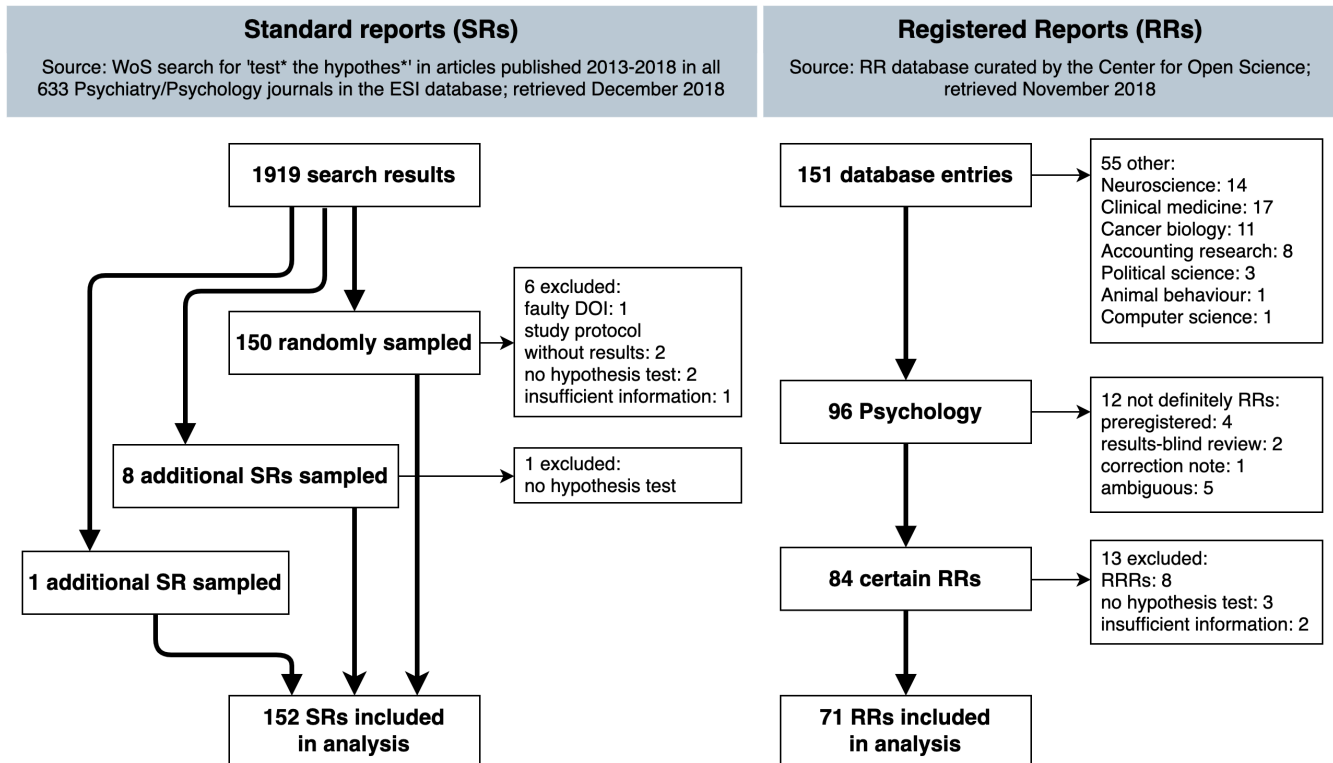 Standard reports (SRs)
Source: WoS search for 'test* the hypothes*' in articles published 2013-2018 in all
633 Psychiatry/Psychology journals in the ESI database; retrieved December 2018
1919 search results
150 randomly sampled
6 excluded:
faulty DOI: 1
study protocol
without results: 2
no hypothesis test: 2
insufficient information: 1
8 additional SRs sampled
1 excluded:
no hypothesis test
1 additional SR sampled
152 SRs included
in analysis
Registered Reports (RRs)
Source: RR database curated by the Center for Open Science;
retrieved November 2018
151 database entries
55 other:
Neuroscience: 14
Clinical medicine: 17
Cancer biology: 11
Accounting research: 8
Political science: 3
Animal behaviour: 1
Computer science: 1
96 Psychology
12 not definitely RRs:
preregistered: 4
results-blind review: 2
correction note: 1
ambiguous: 5
84 certain RRs
13 excluded:
RRRs: 8
no hypothesis test: 3
insufficient information: 2
71 RRs included
in analysis